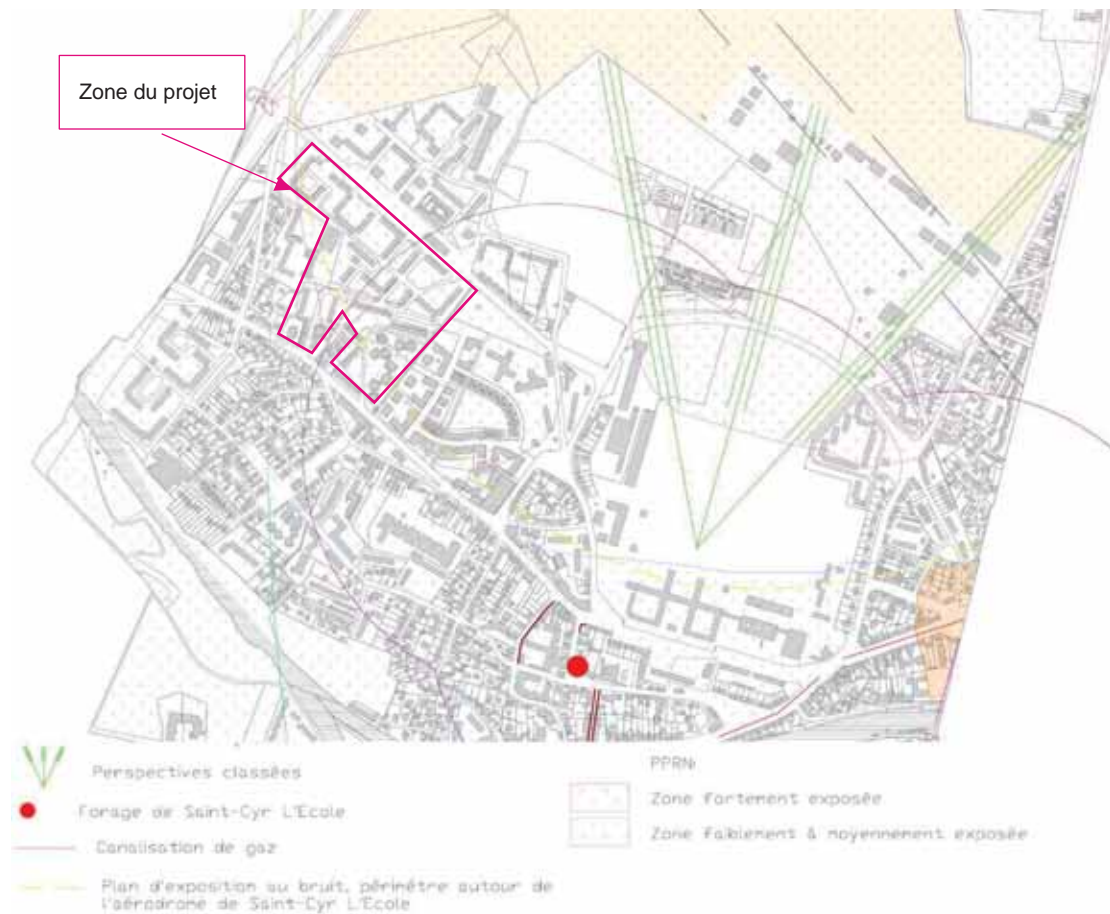 Zone du projet
Perspectives classées
Forage de Saint-Cyr L'Ecole
Canalisation de gaz
Plan d'exposition au bruit, périmètre autour de
l'aérodrome de Saint-Cyr L'Ecole
PPRN
Zone fortement exposée
Zone faiblement à moyennement exposée